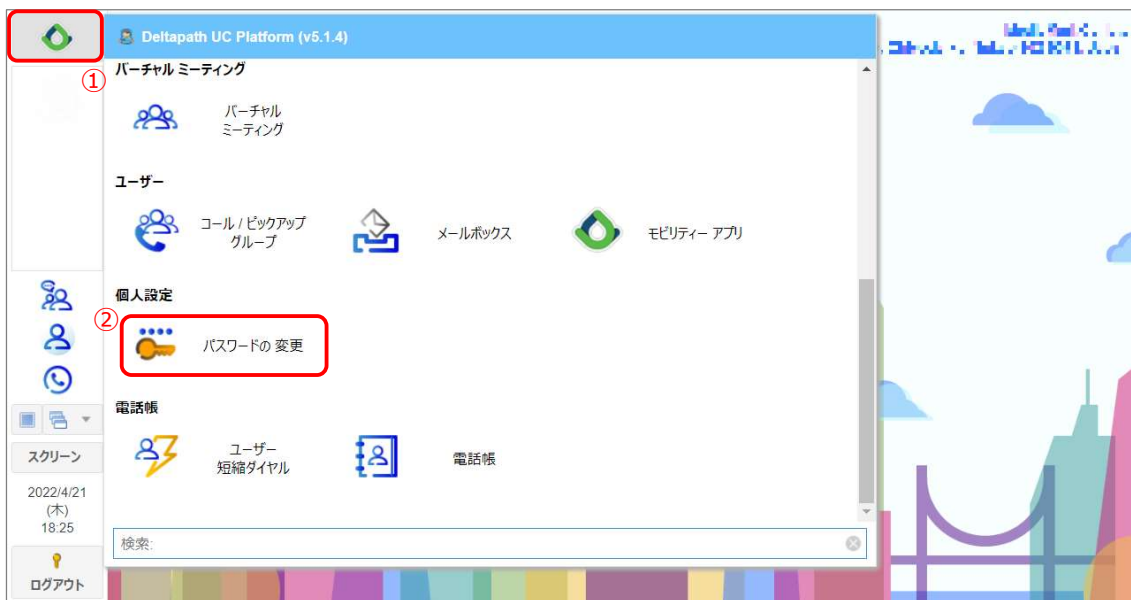 Deltapath UC Platform (v5.1.4)
①
バーチャル ミーティング
バーチャル
ミーティング
ユーザー
コール / ピックアップ
グループ
メールボックス
モビリティー アプリ
個人設定
②
パスワードの 変更
電話帳
ユーザー
短縮ダイヤル
電話帳
検索:
スクリーン
2022/4/21
(木)
18:25
ログアウト